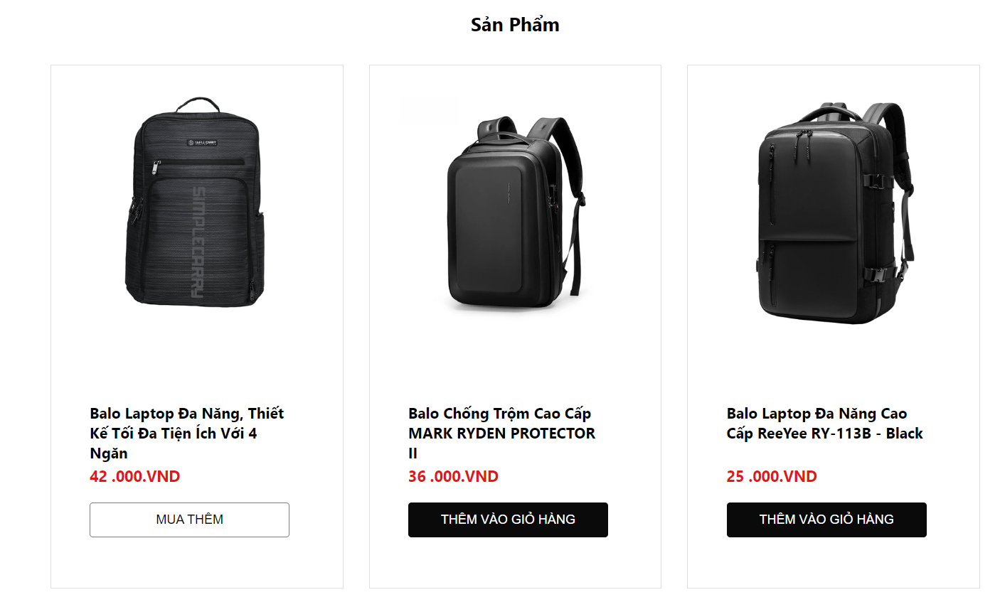 Sản Phẩm
SIMPLE CARRY
SIMPLECARRY
Balo Laptop Đa Năng, Thiết
Kế Tối Đa Tiện Ích Với 4
Ngăn
42 .000.VND
MUA THÊM
Balo Chống Trộm Cao Cấp
MARK RYDEN PROTECTOR
II
36 .000.VND
THÊM VÀO GIỎ HÀNG
Balo Laptop Đa Năng Cao
Cấp ReeYee RY-113B - Black
25 .000.VND
THÊM VÀO GIỎ HÀNG